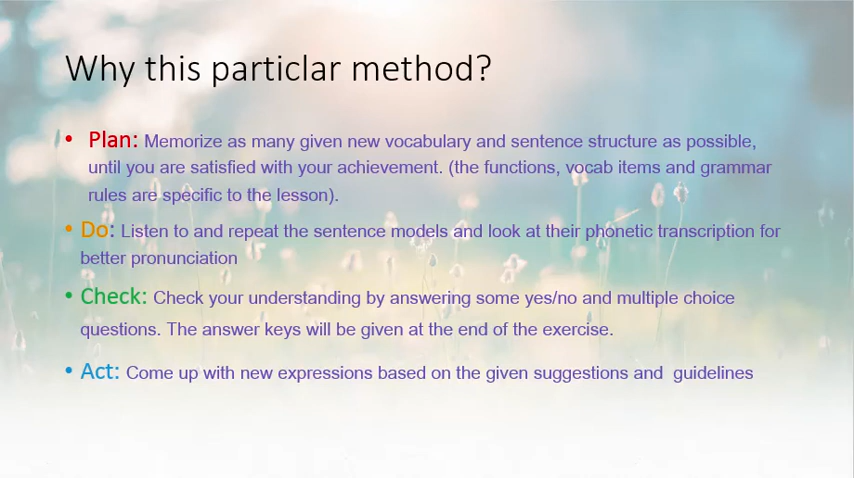 Why this particlar method?
• Plan: Memorize as many given new vocabulary and sentence structure as possible,
until you are satisfied with your achievement. (the functions, vocab items and grammar
rules are specific to the lesson).
• Do: Listen to and repeat the sentence models and look at their phonetic transcription for
better pronunciation
• Check: Check your understanding by answering some yes/no and multiple choice
questions. The answer keys will be given at the end of the exercise.
• Act: Come up with new expressions based on the given suggestions and  guidelines